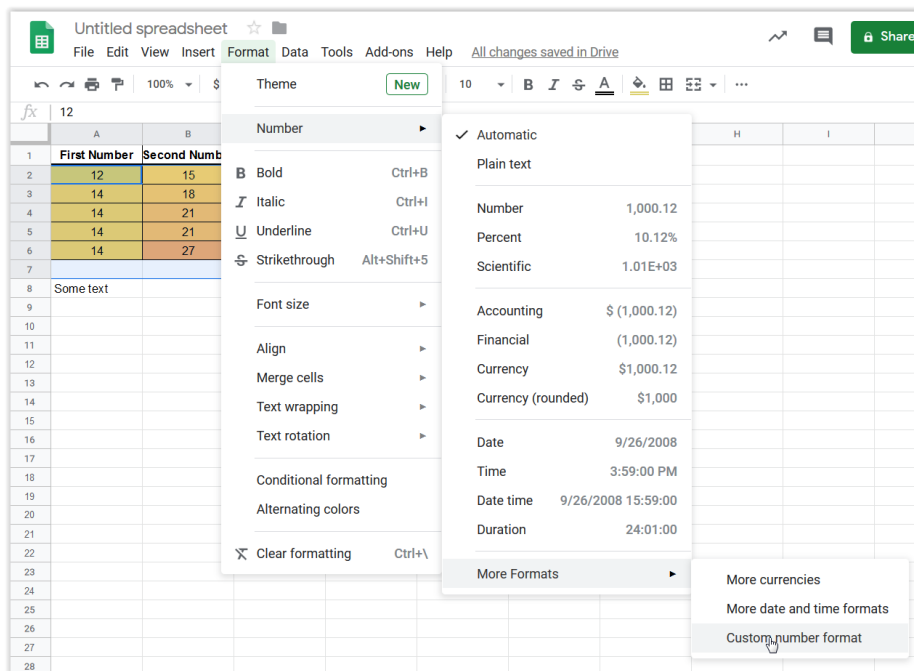 Untitled spreadsheet
File Edit View Insert Format Data Tools Add-ons Help All changes saved in Drive
Share
100% $ 10 B I S A ...
fx 12
A B H I
1 First Number Second Numb
2 12 15
3 14 18
4 14 21
5 14 21
6 14 27
7
8 Some text
9
10
11
12
13
14
15
16
17
18
19
20
21
22
23
24
25
26
27
28
Theme New
Number
B Bold Ctrl+B
I Italic Ctrl+I
U Underline Ctrl+U
S Strikethrough Alt+Shift+5
Font size
Align
Merge cells
Text wrapping
Text rotation
Conditional formatting
Alternating colors
Clear formatting Ctrl+\
Automatic
Plain text
Number 1,000.12
Percent 10.12%
Scientific 1.01E+03
Accounting $ (1,000.12)
Financial (1,000.12)
Currency $1,000.12
Currency (rounded) $1,000
Date 9/26/2008
Time 3:59:00 PM
Date time 9/26/2008 15:59:00
Duration 24:01:00
More Formats
More currencies
More date and time formats
Custom number format